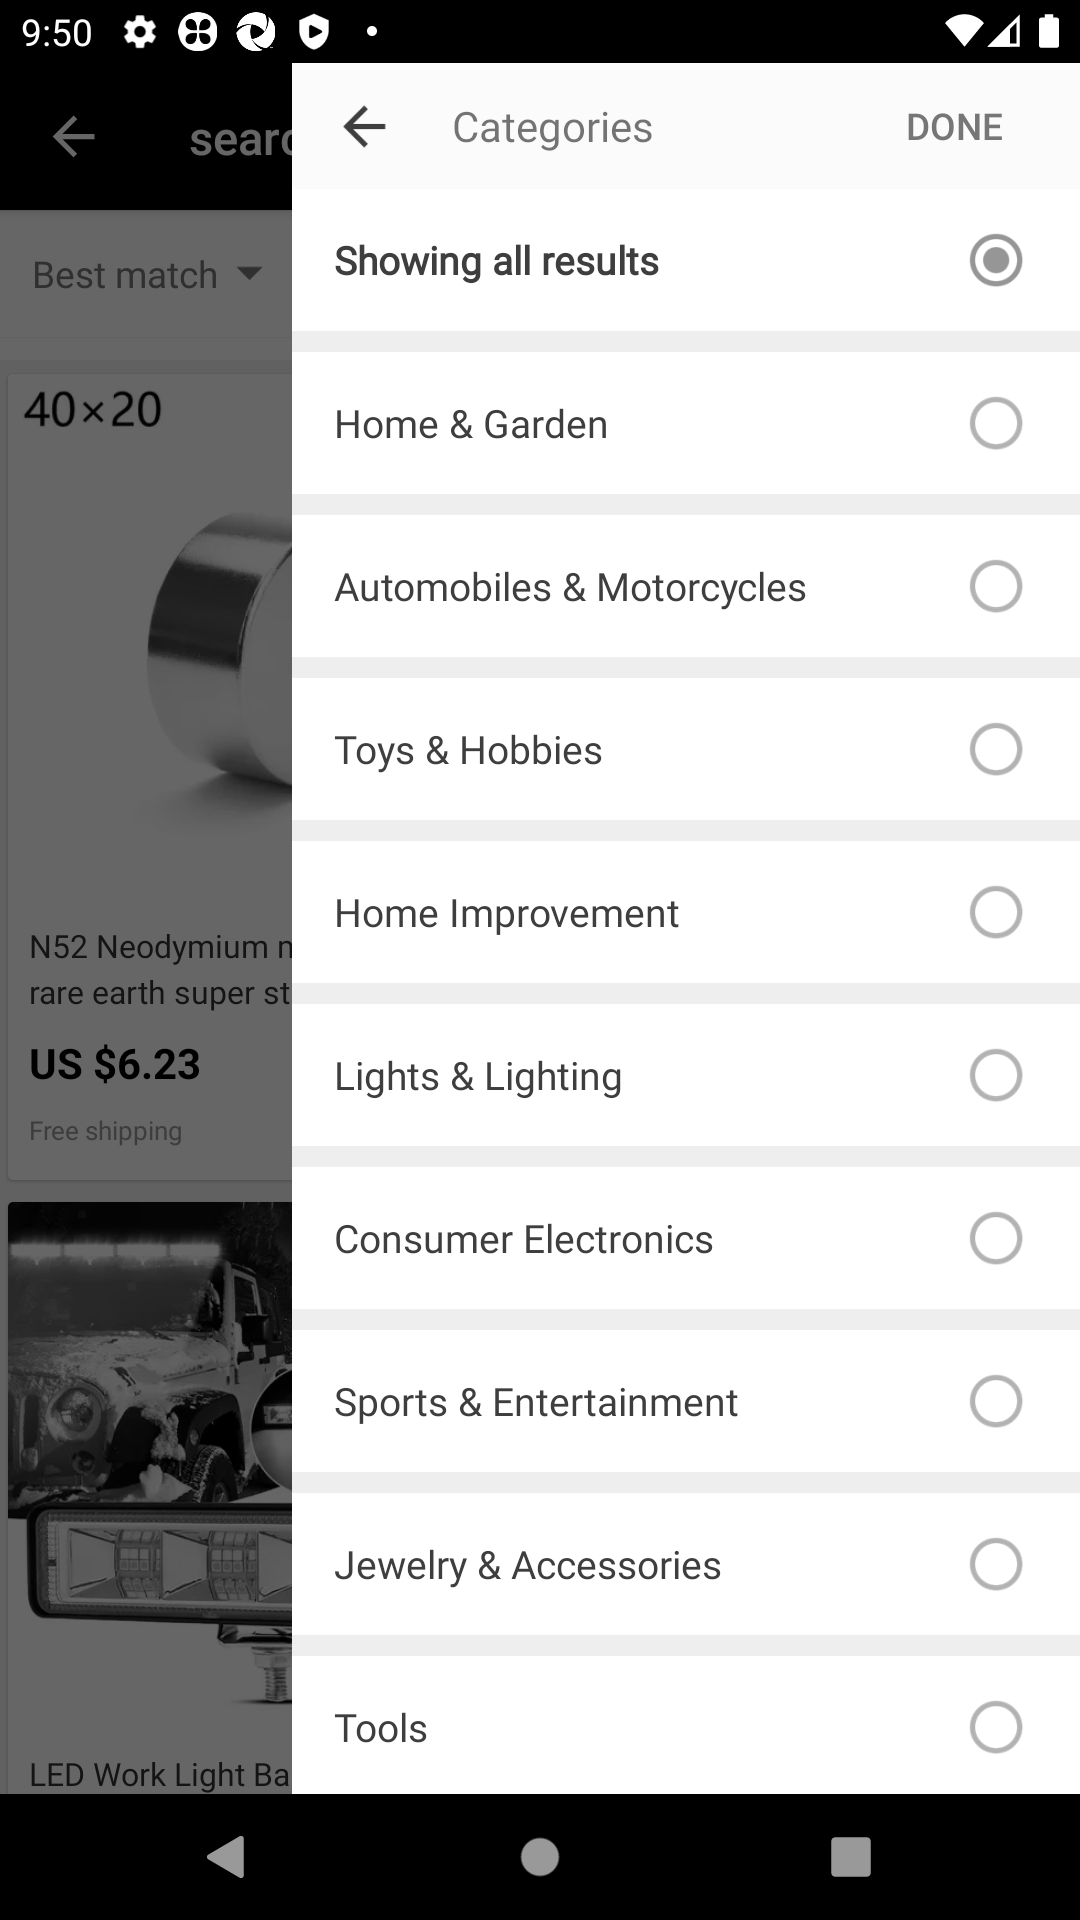 9:50
searc
Categories
DONE
Best match
Showing all results
Home & Garden
Automobiles & Motorcycles
Toys & Hobbies
Home Improvement
Lights & Lighting
Consumer Electronics
Sports & Entertainment
Jewelry & Accessories
Tools
40×20
N52 Neodymium n
rare earth super st
US $6.23
Free shipping
LED Work Light Ba